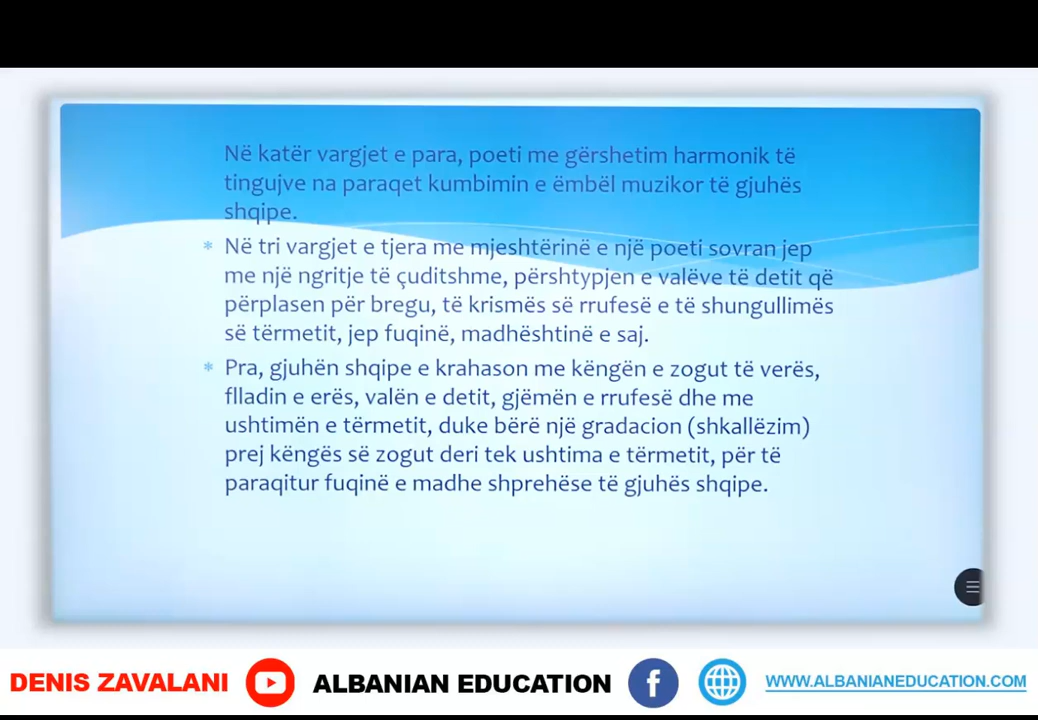 Në katër vargjet e para, poeti me gërshetim harmonik të
tingujve na paraqet kumbimin e ëmbël muzikor të gjuhës
shqipe.
* Në tri vargjet e tjera me mjeshtërinë e një poeti sovran jep
me një ngritje të çuditshme, përshtypjen e valëve të detit që
përplasen për bregu, të krismës së rrufesë e të shungullimës
së tërmetit, jep fuqinë, madhështinë e saj.
* Pra, gjuhën shqipe e krahason me këngën e zogut të verës,
flladin e erës, valën e detit, gjëmën e rrufesë dhe me
ushtimën e tërmetit, duke bërë një gradacion (shkallëzim)
prej këngës së zogut deri tek ushtima e tërmetit, për të
paraqitur fuqinë e madhe shprehëse të gjuhës shqipe.
DENIS ZAVALANI ALBANIAN EDUCATION WWW.ALBANIANEDUCATION.COM